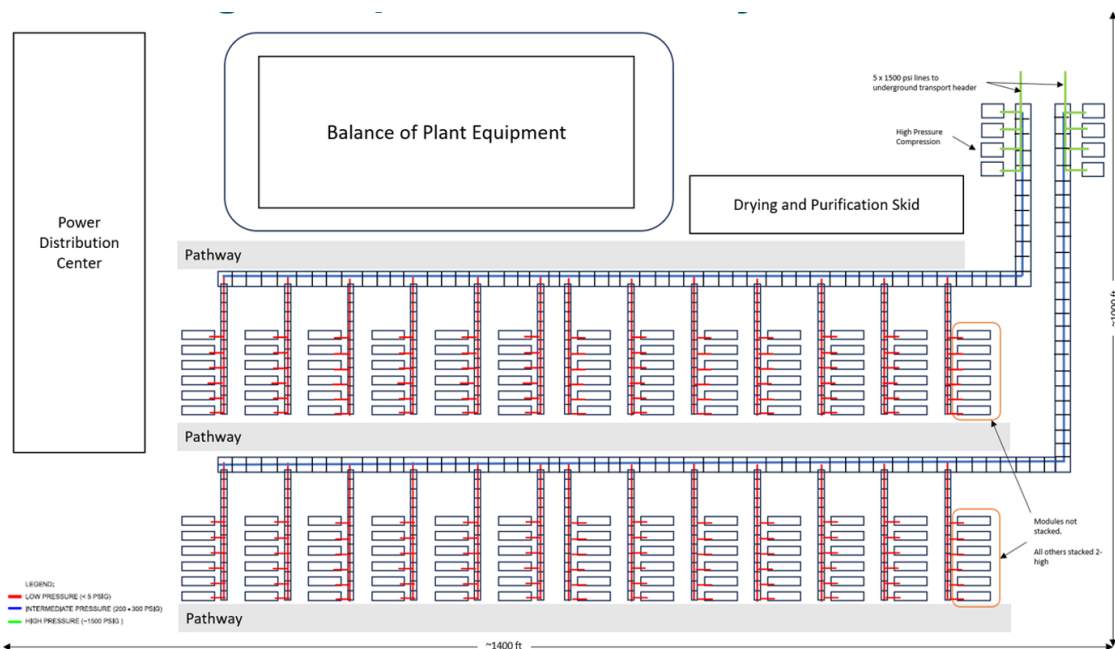 Balance of Plant Equipment
5 x 1500 psi lines to
underground transport header
High Pressure
Compression
Power
Distribution
Center
Drying and Purification Skid
Pathway
~1000 ft
Pathway
Modules not
stacked.
All others stacked 2-
high
LEGEND;
LOW PRESSURE (< 5 PSIG)
INTERMEDIATE PRESSURE (200 - 300 PSIG)
HIGH PRESSURE (~1500 PSIG )
Pathway
~1400 ft